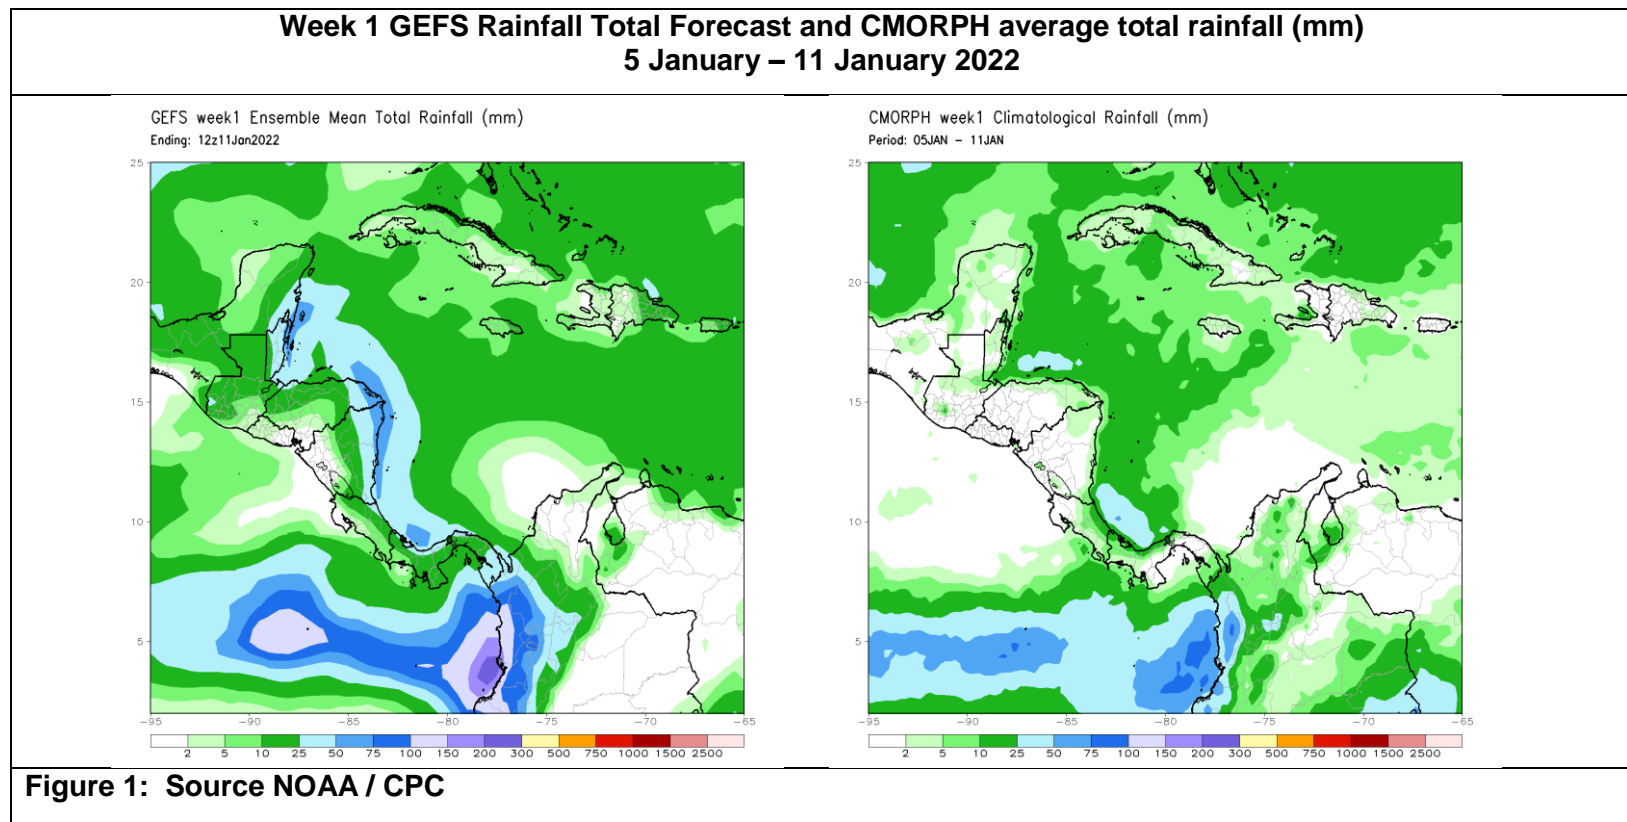 Week 1 GEFS Rainfall Total Forecast and CMORPH average total rainfall (mm)
5 January – 11 January 2022
GEFS week1 Ensemble Mean Total Rainfall (mm)
Ending: 12z11Jan2022
25
20
15
10
5
-95 -90 -85 -80 -75 -70 -65
2 5 10 25 50 75 100 150 200 300 500 750 1000 1500 2500
CMORPH week1 Climatological Rainfall (mm)
Period: 05JAN - 11JAN
25
20
15
10
5
-95 -90 -85 -80 -75 -70 -65
2 5 10 25 50 75 100 150 200 300 500 750 1000 1500 2500
Figure 1: Source NOAA / CPC